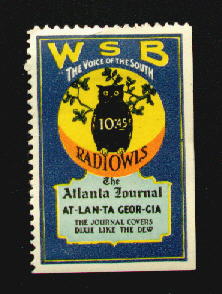 WSB
THE VOICE OF THE SOUTH
10:45
RADIOWLS
The
Atlanta Journal
AT-LAN-TA GEOR-GIA
THE JOURNAL COVERS
DIXIE LIKE THE DEW